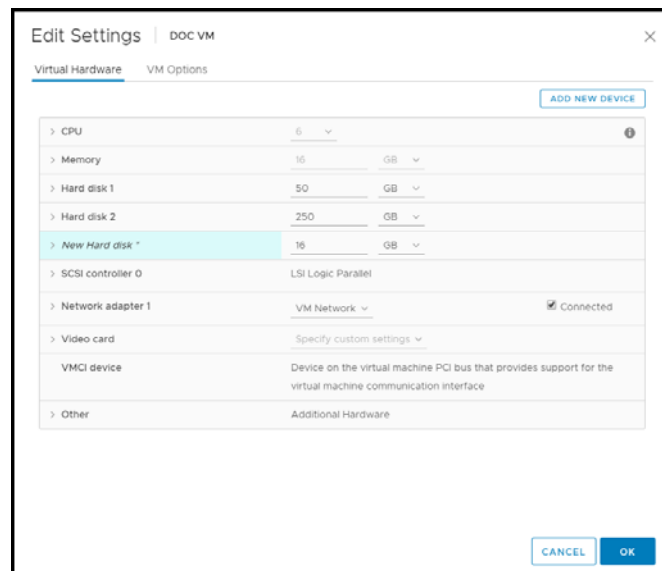 Edit Settings | DOC VM
Virtual Hardware VM Options
ADD NEW DEVICE
> CPU 6
> Memory 16 GB
> Hard disk 1 50 GB
> Hard disk 2 250 GB
> New Hard disk * 16 GB
> SCSI controller 0 LSI Logic Parallel
> Network adapter 1 VM Network Connected
> Video card Specify custom settings
VMCI device Device on the virtual machine PCI bus that provides support for the
virtual machine communication interface
> Other Additional Hardware
CANCEL OK